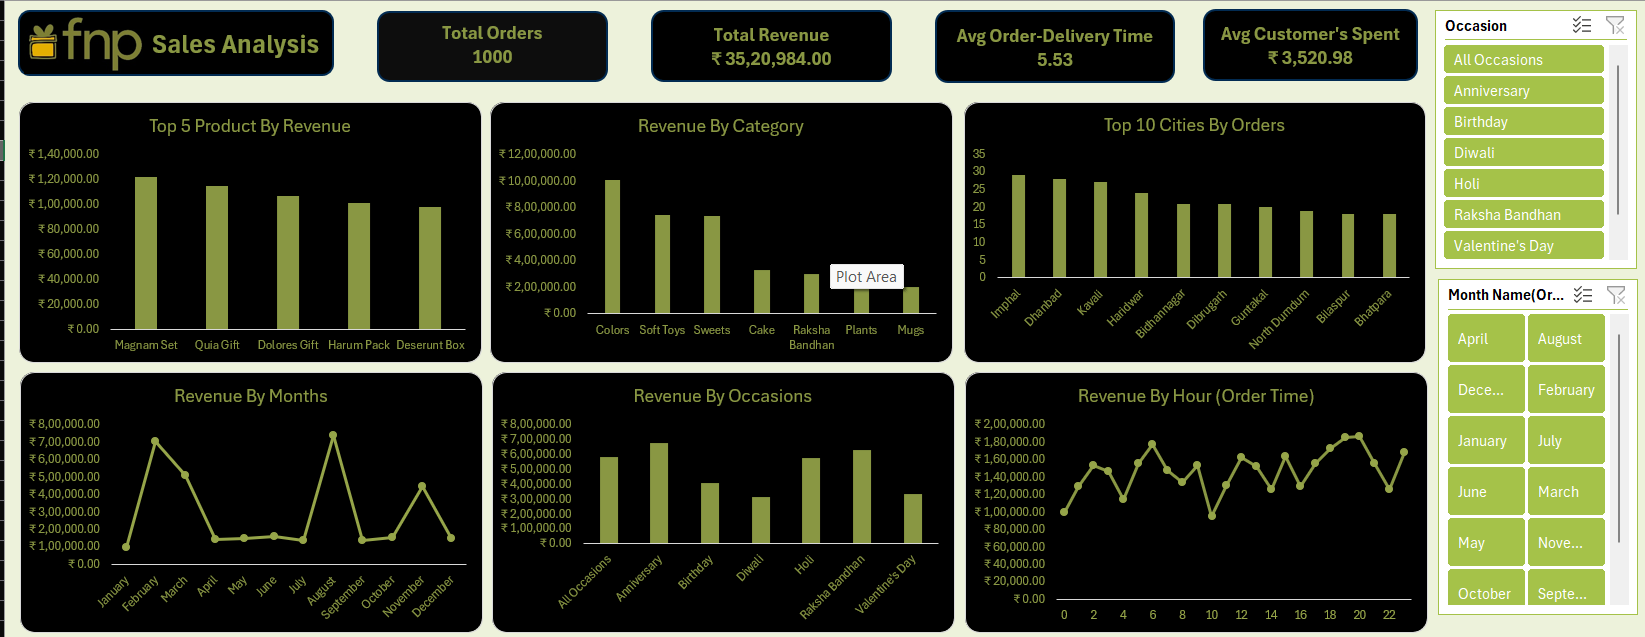 fnp Sales Analysis
Total Orders
1000
Total Revenue
₹ 35,20,984.00
Avg Order-Delivery Time
5.53
Avg Customer's Spent
₹ 3,520.98
Occasion
All Occasions
Anniversary
Birthday
Diwali
Holi
Raksha Bandhan
Valentine's Day
Top 5 Product By Revenue
₹ 1,40,000.00
₹ 1,20,000.00
₹ 1,00,000.00
₹ 80,000.00
₹ 60,000.00
₹ 40,000.00
₹ 20,000.00
₹ 0.00
Magnam Set Quia Gift Dolores Gift Harum Pack Deserunt Box
Revenue By Category
₹ 12,00,000.00
₹ 10,00,000.00
₹ 8,00,000.00
₹ 6,00,000.00
₹ 4,00,000.00
₹ 2,00,000.00
₹ 0.00
Plot Area
Colors Soft Toys Sweets Cake Raksha Bandhan Plants Mugs
Top 10 Cities By Orders
35
30
25
20
15
10
5
0
Imphal Dhanbad Kavali Haridwar Bidhannagar Dibrugarh Guntakal North Dumdum Bilaspur Bhatpara
Month Name(Or...
April August
Dece... February
January July
June March
May Nove...
October Septe...
Revenue By Months
₹ 8,00,000.00
₹ 7,00,000.00
₹ 6,00,000.00
₹ 5,00,000.00
₹ 4,00,000.00
₹ 3,00,000.00
₹ 2,00,000.00
₹ 1,00,000.00
₹ 0.00
January February March April May June July August September October November December
Revenue By Occasions
₹ 8,00,000.00
₹ 7,00,000.00
₹ 6,00,000.00
₹ 5,00,000.00
₹ 4,00,000.00
₹ 3,00,000.00
₹ 2,00,000.00
₹ 1,00,000.00
₹ 0.00
All Occasions Anniversary Birthday Diwali Holi Raksha Bandhan Valentine's Day
Revenue By Hour (Order Time)
₹ 2,00,000.00
₹ 1,80,000.00
₹ 1,60,000.00
₹ 1,40,000.00
₹ 1,20,000.00
₹ 1,00,000.00
₹ 80,000.00
₹ 60,000.00
₹ 40,000.00
₹ 20,000.00
₹ 0.00
0 2 4 6 8 10 12 14 16 18 20 22